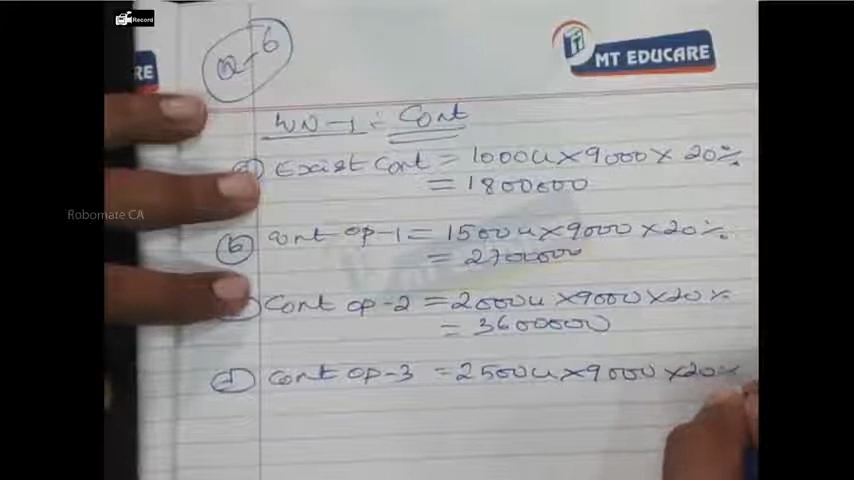 Record
Q-6
MT EDUCARE
RE
WN-1 : Cont
(a) Exist Cont = 1000u × 9000 × 20%
= 1800000
Robomate CA
(b) Cont op-1 = 1500u × 9000 × 20%
= 2700000
Cont op-2 = 2000u × 9000 × 20%
= 3600000
(d) Cont op-3 = 2500u × 9000 × 20%